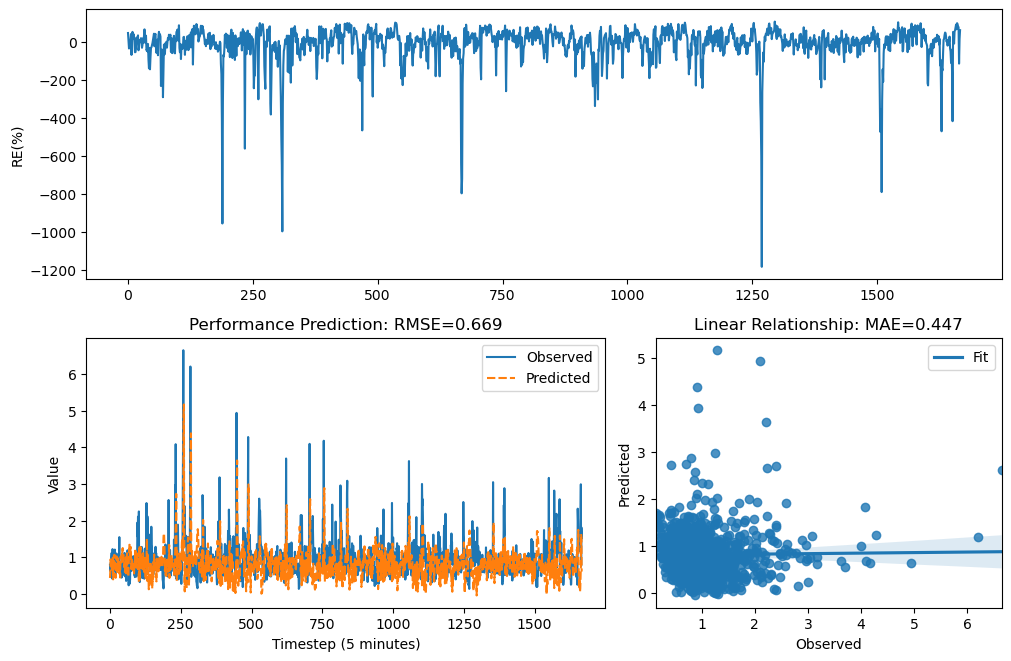 RE(%)
0
−200
−400
−600
−800
−1000
−1200
0 250 500 750 1000 1250 1500
Performance Prediction: RMSE=0.669
Value
6
5
4
3
2
1
0
Observed
Predicted
0 250 500 750 1000 1250 1500
Timestep (5 minutes)
Linear Relationship: MAE=0.447
Predicted
5
4
3
2
1
0
Fit
1 2 3 4 5 6
Observed